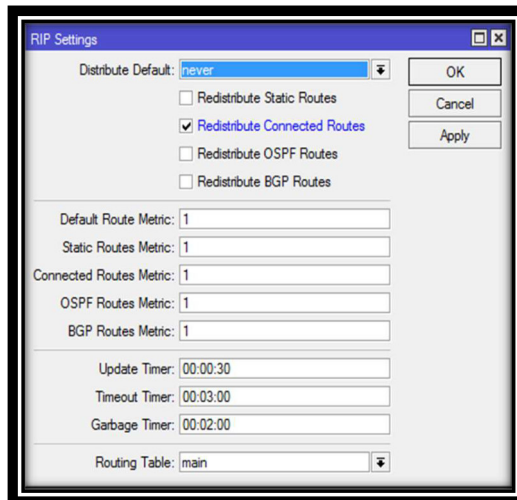 RIP Settings
Distribute Default: never
OK
Redistribute Static Routes
Cancel
Redistribute Connected Routes
Apply
Redistribute OSPF Routes
Redistribute BGP Routes
Default Route Metric: 1
Static Routes Metric: 1
Connected Routes Metric: 1
OSPF Routes Metric: 1
BGP Routes Metric: 1
Update Timer: 00:00:30
Timeout Timer: 00:03:00
Garbage Timer: 00:02:00
Routing Table: main